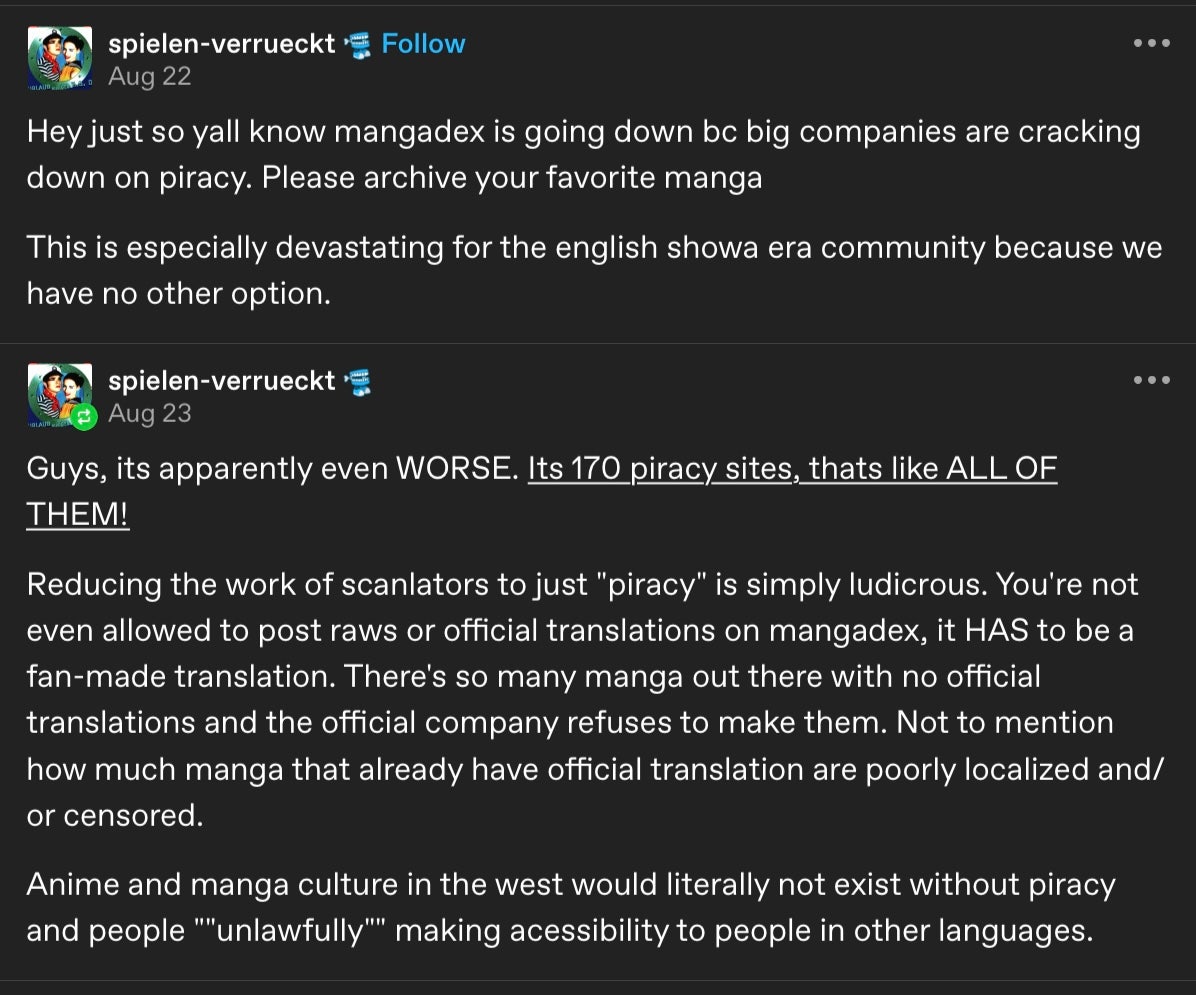 spielen-verrueckt Follow
Aug 22
Hey just so yall know mangadex is going down bc big companies are cracking
down on piracy. Please archive your favorite manga
This is especially devastating for the english showa era community because we
have no other option.
spielen-verrueckt
Aug 23
Guys, its apparently even WORSE. Its 170 piracy sites, thats like ALL OF
THEM!
Reducing the work of scanlators to just "piracy" is simply ludicrous. You're not
even allowed to post raws or official translations on mangadex, it HAS to be a
fan-made translation. There's so many manga out there with no official
translations and the official company refuses to make them. Not to mention
how much manga that already have official translation are poorly localized and/
or censored.
Anime and manga culture in the west would literally not exist without piracy
and people ""unlawfully"" making acessibility to people in other languages.